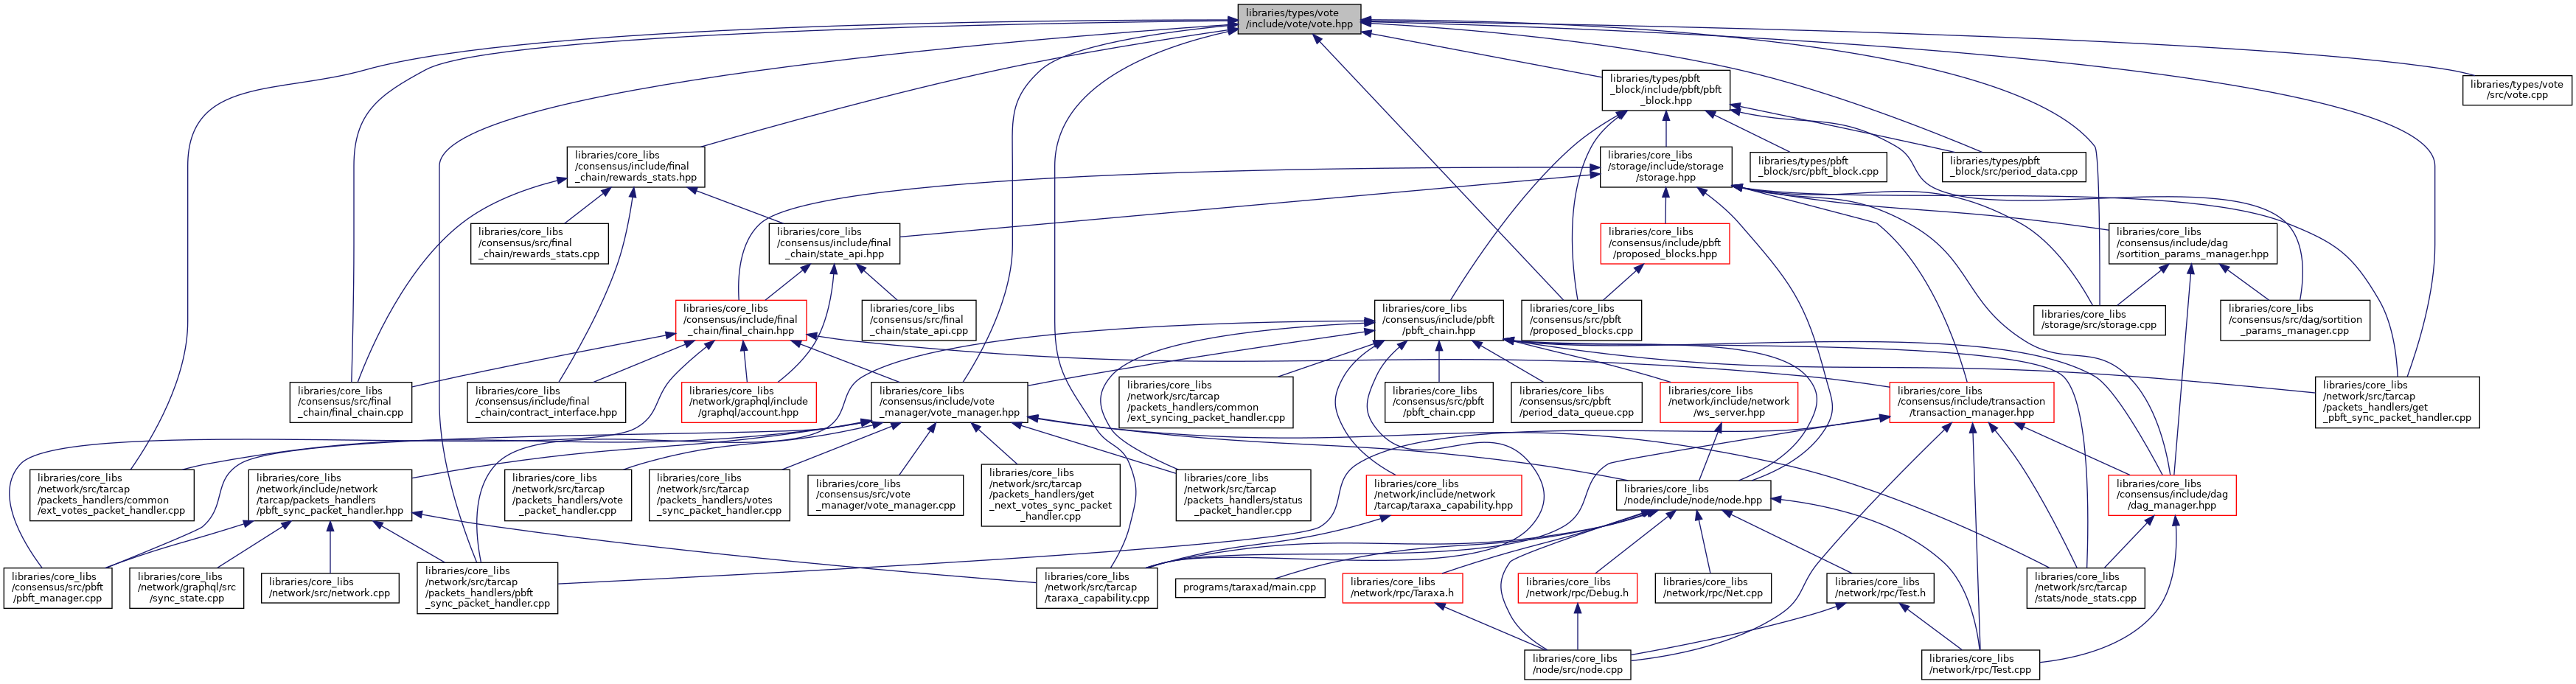 libraries/types/vote
/include/vote/vote.hpp
libraries/types/pbft
_block/include/pbft/pbft
_block.hpp
libraries/types/vote
/src/vote.cpp
libraries/core_libs
/consensus/include/final
_chain/rewards_stats.hpp
libraries/core_libs
/storage/include/storage
/storage.hpp
libraries/types/pbft
_block/src/pbft_block.cpp
libraries/types/pbft
_block/src/period_data.cpp
libraries/core_libs
/consensus/src/final
_chain/rewards_stats.cpp
libraries/core_libs
/consensus/include/final
_chain/state_api.hpp
libraries/core_libs
/consensus/include/pbft
/proposed_blocks.hpp
libraries/core_libs
/consensus/include/dag
/sortition_params_manager.hpp
libraries/core_libs
/consensus/include/final
_chain/final_chain.hpp
libraries/core_libs
/consensus/src/final
_chain/state_api.cpp
libraries/core_libs
/consensus/include/pbft
/pbft_chain.hpp
libraries/core_libs
/consensus/src/pbft
/proposed_blocks.cpp
libraries/core_libs
/storage/src/storage.cpp
libraries/core_libs
/consensus/src/dag/sortition
_params_manager.cpp
libraries/core_libs
/consensus/src/final
_chain/final_chain.cpp
libraries/core_libs
/consensus/include/final
_chain/contract_interface.hpp
libraries/core_libs
/network/graphql/include
/graphql/account.hpp
libraries/core_libs
/consensus/include/vote
_manager/vote_manager.hpp
libraries/core_libs
/network/src/tarcap
/packets_handlers/common
/ext_syncing_packet_handler.cpp
libraries/core_libs
/consensus/src/pbft
/pbft_chain.cpp
libraries/core_libs
/consensus/src/pbft
/period_data_queue.cpp
libraries/core_libs
/network/include/network
/ws_server.hpp
libraries/core_libs
/consensus/include/transaction
/transaction_manager.hpp
libraries/core_libs
/network/src/tarcap
/packets_handlers/get
_pbft_sync_packet_handler.cpp
libraries/core_libs
/network/src/tarcap
/packets_handlers/common
/ext_votes_packet_handler.cpp
libraries/core_libs
/network/include/network
/tarcap/packets_handlers
/pbft_sync_packet_handler.hpp
libraries/core_libs
/network/src/tarcap
/packets_handlers/vote
_packet_handler.cpp
libraries/core_libs
/network/src/tarcap
/packets_handlers/votes
_sync_packet_handler.cpp
libraries/core_libs
/consensus/src/vote
_manager/vote_manager.cpp
libraries/core_libs
/network/src/tarcap
/packets_handlers/get
_next_votes_sync_packet
_handler.cpp
libraries/core_libs
/network/src/tarcap
/packets_handlers/status
_packet_handler.cpp
libraries/core_libs
/network/include/network
/tarcap/taraxa_capability.hpp
libraries/core_libs
/node/include/node/node.hpp
libraries/core_libs
/consensus/include/dag
/dag_manager.hpp
libraries/core_libs
/consensus/src/pbft
/pbft_manager.cpp
libraries/core_libs
/network/graphql/src
/sync_state.cpp
libraries/core_libs
/network/src/network.cpp
libraries/core_libs
/network/src/tarcap
/packets_handlers/pbft
_sync_packet_handler.cpp
libraries/core_libs
/network/src/tarcap
/taraxa_capability.cpp
programs/taraxad/main.cpp
libraries/core_libs
/network/rpc/Taraxa.h
libraries/core_libs
/network/rpc/Debug.h
libraries/core_libs
/network/rpc/Net.cpp
libraries/core_libs
/network/rpc/Test.h
libraries/core_libs
/network/src/tarcap
/stats/node_stats.cpp
libraries/core_libs
/node/src/node.cpp
libraries/core_libs
/network/rpc/Test.cpp